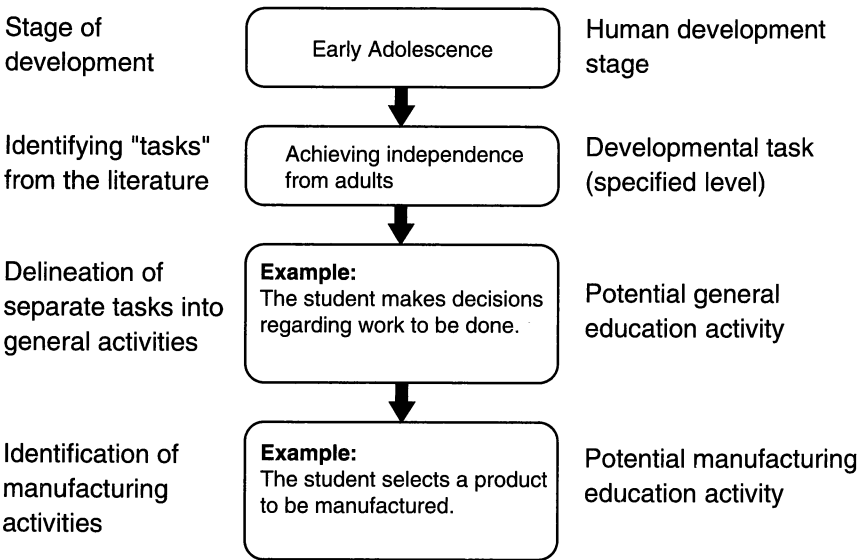 Stage of
development
Early Adolescence
Human development
stage
Identifying "tasks"
from the literature
Achieving independence
from adults
Developmental task
(specified level)
Delineation of
separate tasks into
general activities
Example:
The student makes decisions
regarding work to be done.
Potential general
education activity
Identification of
manufacturing
activities
Example:
The student selects a product
to be manufactured.
Potential manufacturing
education activity